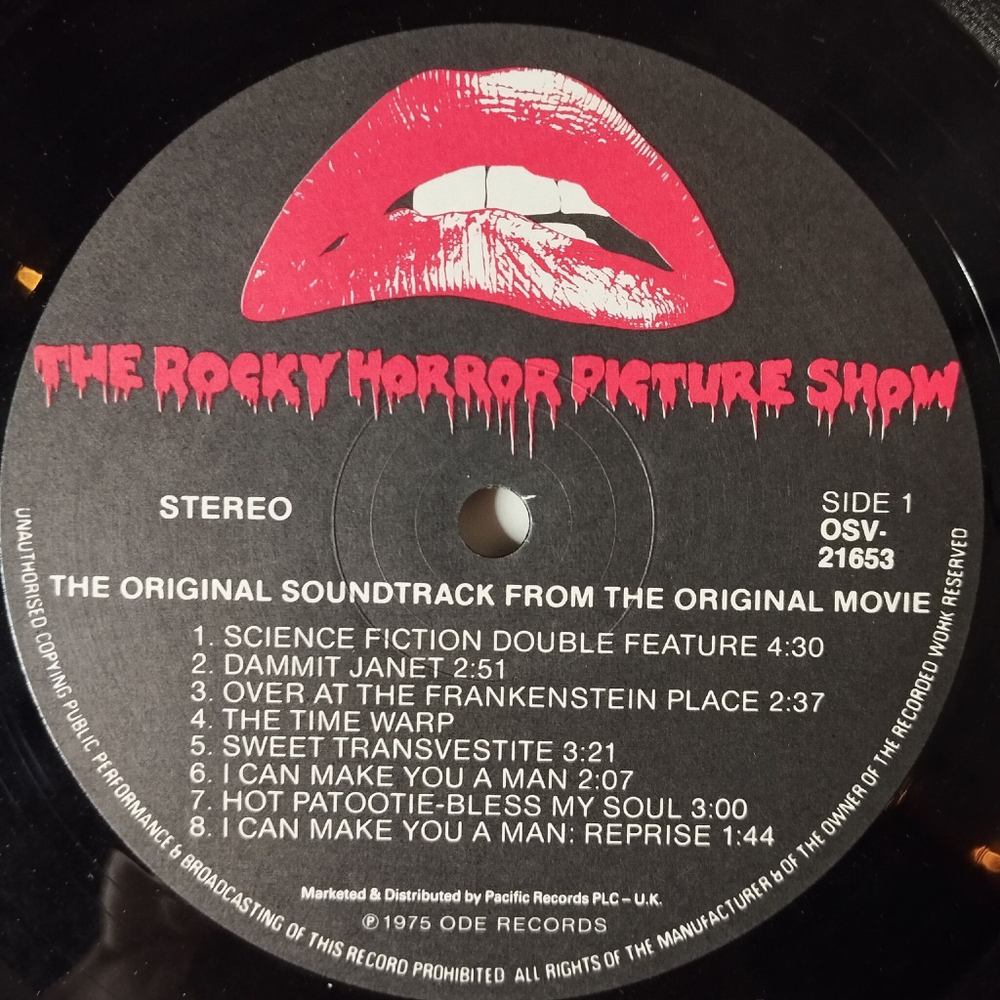 THE ROCKY HORROR PICTURE SHOW
STEREO
SIDE 1
OSV-
21653
THE ORIGINAL SOUNDTRACK FROM THE ORIGINAL MOVIE
1. SCIENCE FICTION DOUBLE FEATURE 4:30
2. DAMMIT JANET 2:51
3. OVER AT THE FRANKENSTEIN PLACE 2:37
4. THE TIME WARP
5. SWEET TRANSVESTITE 3:21
6. I CAN MAKE YOU A MAN 2:07
7. HOT PATOOTIE-BLESS MY SOUL 3:00
8. I CAN MAKE YOU A MAN: REPRISE 1:44
Marketed & Distributed by Pacific Records PLC – U.K.
℗ 1975 ODE RECORDS
UNAUTHORISED COPYING PUBLIC PERFORMANCE & BROADCASTING OF THIS RECORD PROHIBITED ALL RIGHTS OF THE MANUFACTURER & OF THE OWNER OF THE RECORDED WORK RESERVED